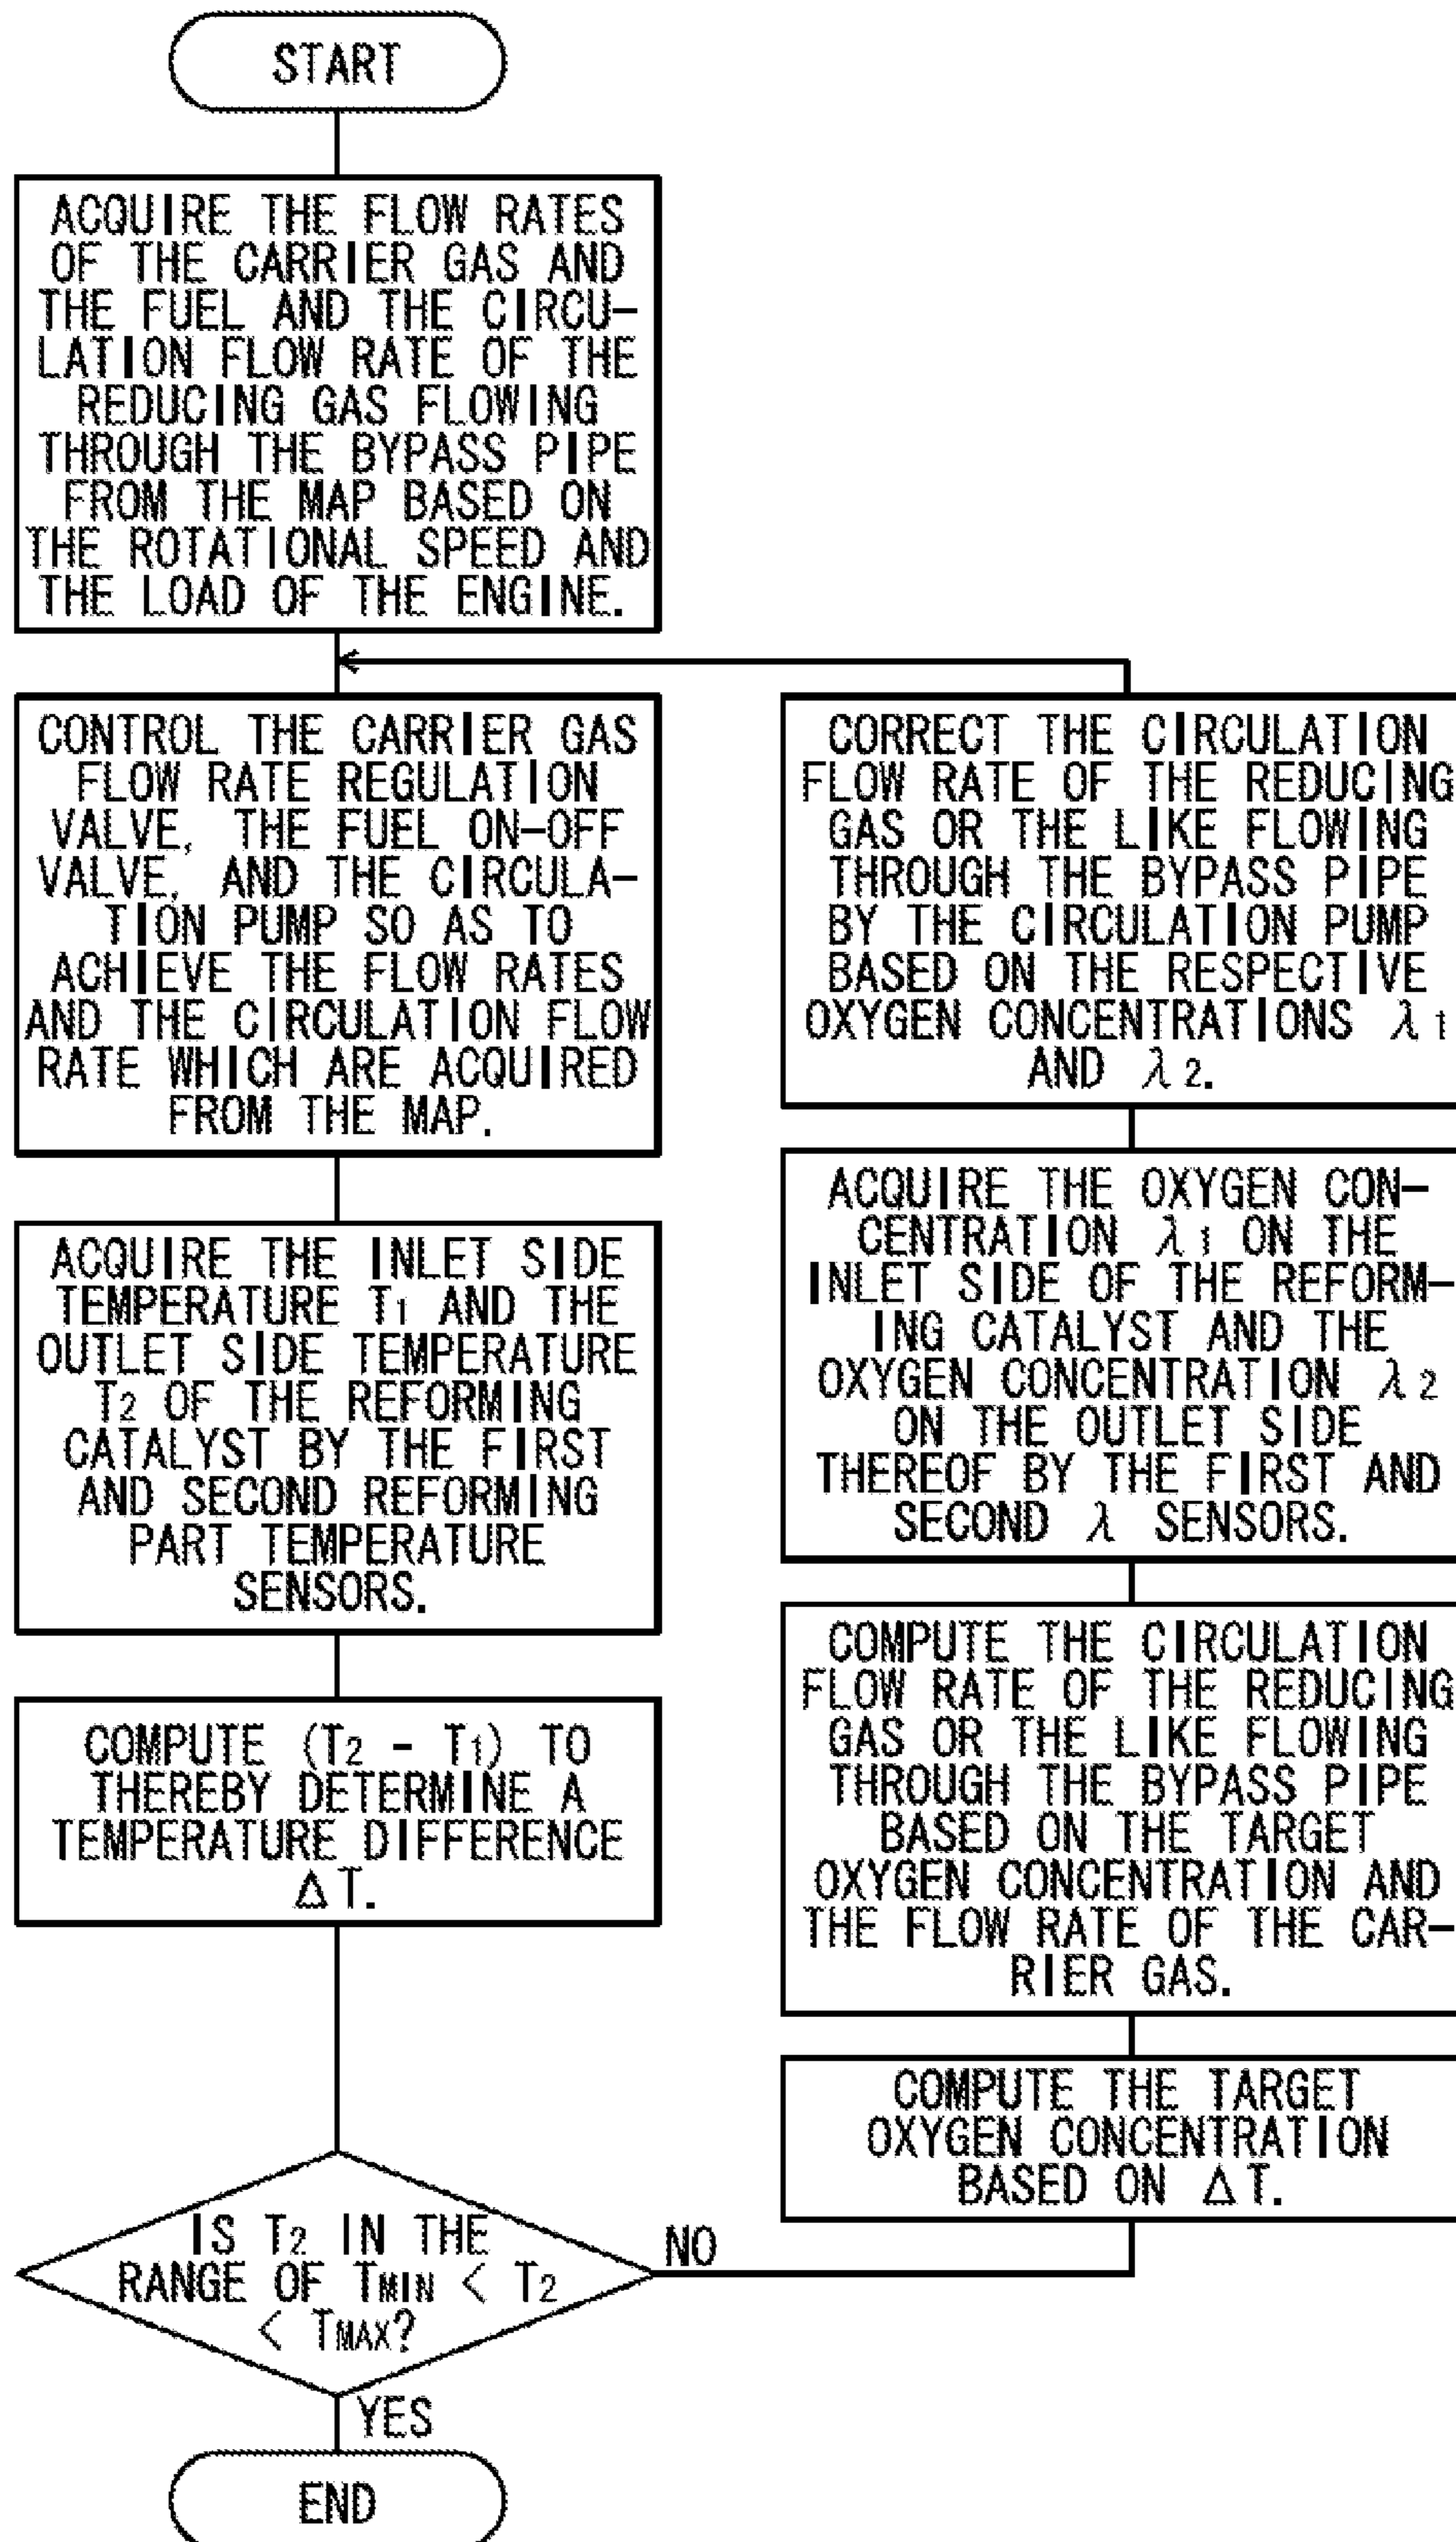 START
ACQUIRE THE FLOW RATES
OF THE CARRIER GAS AND
THE FUEL AND THE CIRCU-
LATION FLOW RATE OF THE
REDUCING GAS FLOWING
THROUGH THE BYPASS PIPE
FROM THE MAP BASED ON
THE ROTATIONAL SPEED AND
THE LOAD OF THE ENGINE.
CONTROL THE CARRIER GAS
FLOW RATE REGULATION
VALVE, THE FUEL ON-OFF
VALVE, AND THE CIRCULA-
TION PUMP SO AS TO
ACHIEVE THE FLOW RATES
AND THE CIRCULATION FLOW
RATE WHICH ARE ACQUIRED
FROM THE MAP.
ACQUIRE THE INLET SIDE
TEMPERATURE T1 AND THE
OUTLET SIDE TEMPERATURE
T2 OF THE REFORMING
CATALYST BY THE FIRST
AND SECOND REFORMING
PART TEMPERATURE
SENSORS.
COMPUTE (T2 - T1) TO
THEREBY DETERMINE A
TEMPERATURE DIFFERENCE
ΔT.
IS T2 IN THE
RANGE OF TMIN < T2
< TMAX?
NO
YES
END
CORRECT THE CIRCULATION
FLOW RATE OF THE REDUCING
GAS OR THE LIKE FLOWING
THROUGH THE BYPASS PIPE
BY THE CIRCULATION PUMP
BASED ON THE RESPECTIVE
OXYGEN CONCENTRATIONS λ1
AND λ2.
ACQUIRE THE OXYGEN CON-
CENTRATION λ1 ON THE
INLET SIDE OF THE REFORM-
ING CATALYST AND THE
OXYGEN CONCENTRATION λ2
ON THE OUTLET SIDE
THEREOF BY THE FIRST AND
SECOND λ SENSORS.
COMPUTE THE CIRCULATION
FLOW RATE OF THE REDUCING
GAS OR THE LIKE FLOWING
THROUGH THE BYPASS PIPE
BASED ON THE TARGET
OXYGEN CONCENTRATION AND
THE FLOW RATE OF THE CAR-
RIER GAS.
COMPUTE THE TARGET
OXYGEN CONCENTRATION
BASED ON ΔT.